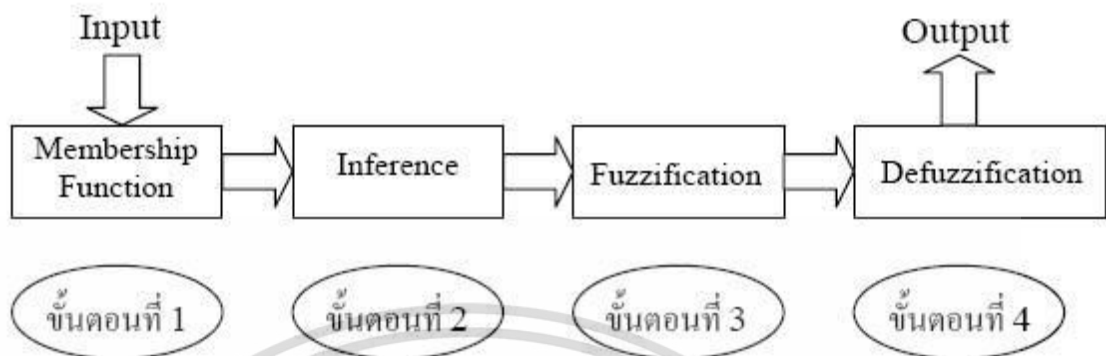 Input
Output
Membership
Function
Inference
Fuzzification
Defuzzification
ขั้นตอนที่ 1
ขั้นตอนที่ 2
ขั้นตอนที่ 3
ขั้นตอนที่ 4